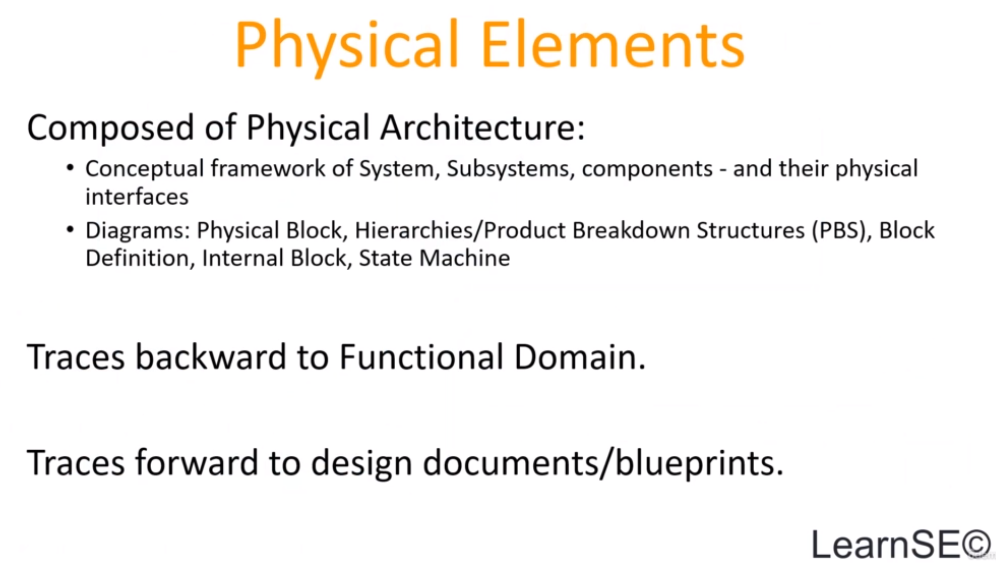 Physical Elements
Composed of Physical Architecture:
• Conceptual framework of System, Subsystems, components - and their physical
interfaces
• Diagrams: Physical Block, Hierarchies/Product Breakdown Structures (PBS), Block
Definition, Internal Block, State Machine
Traces backward to Functional Domain.
Traces forward to design documents/blueprints.
LearnSE©